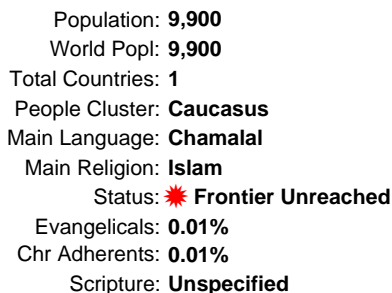 Population: 9,900
World Popl: 9,900
Total Countries: 1
People Cluster: Caucasus
Main Language: Chamalal
Main Religion: Islam
Status: Frontier Unreached
Evangelicals: 0.01%
Chr Adherents: 0.01%
Scripture: Unspecified